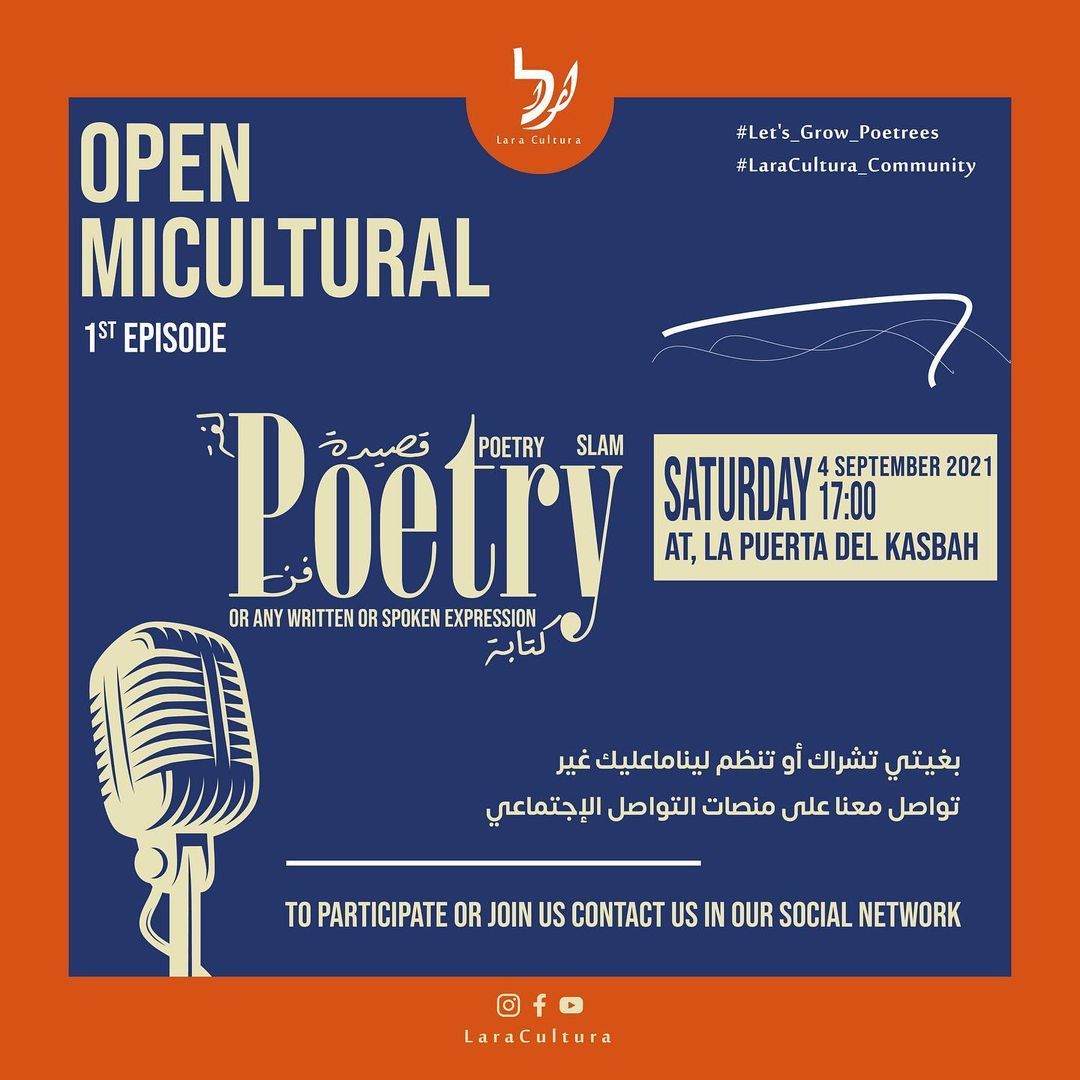 Lara Cultura
OPEN
MICULTURAL
1ST EPISODE
#Let's_Grow_Poetrees
#LaraCultura_Community
قصيدة
POETRY SLAM
Poetry
فن
OR ANY WRITTEN OR SPOKEN EXPRESSION
كتابة
SATURDAY 4 SEPTEMBER 2021
17:00
AT, LA PUERTA DEL KASBAH
بغيتي تشراك أو تنظم ليناماعليك غير
تواصل معنا على منصات التواصل الإجتماعي
TO PARTICIPATE OR JOIN US CONTACT US IN OUR SOCIAL NETWORK
LaraCultura